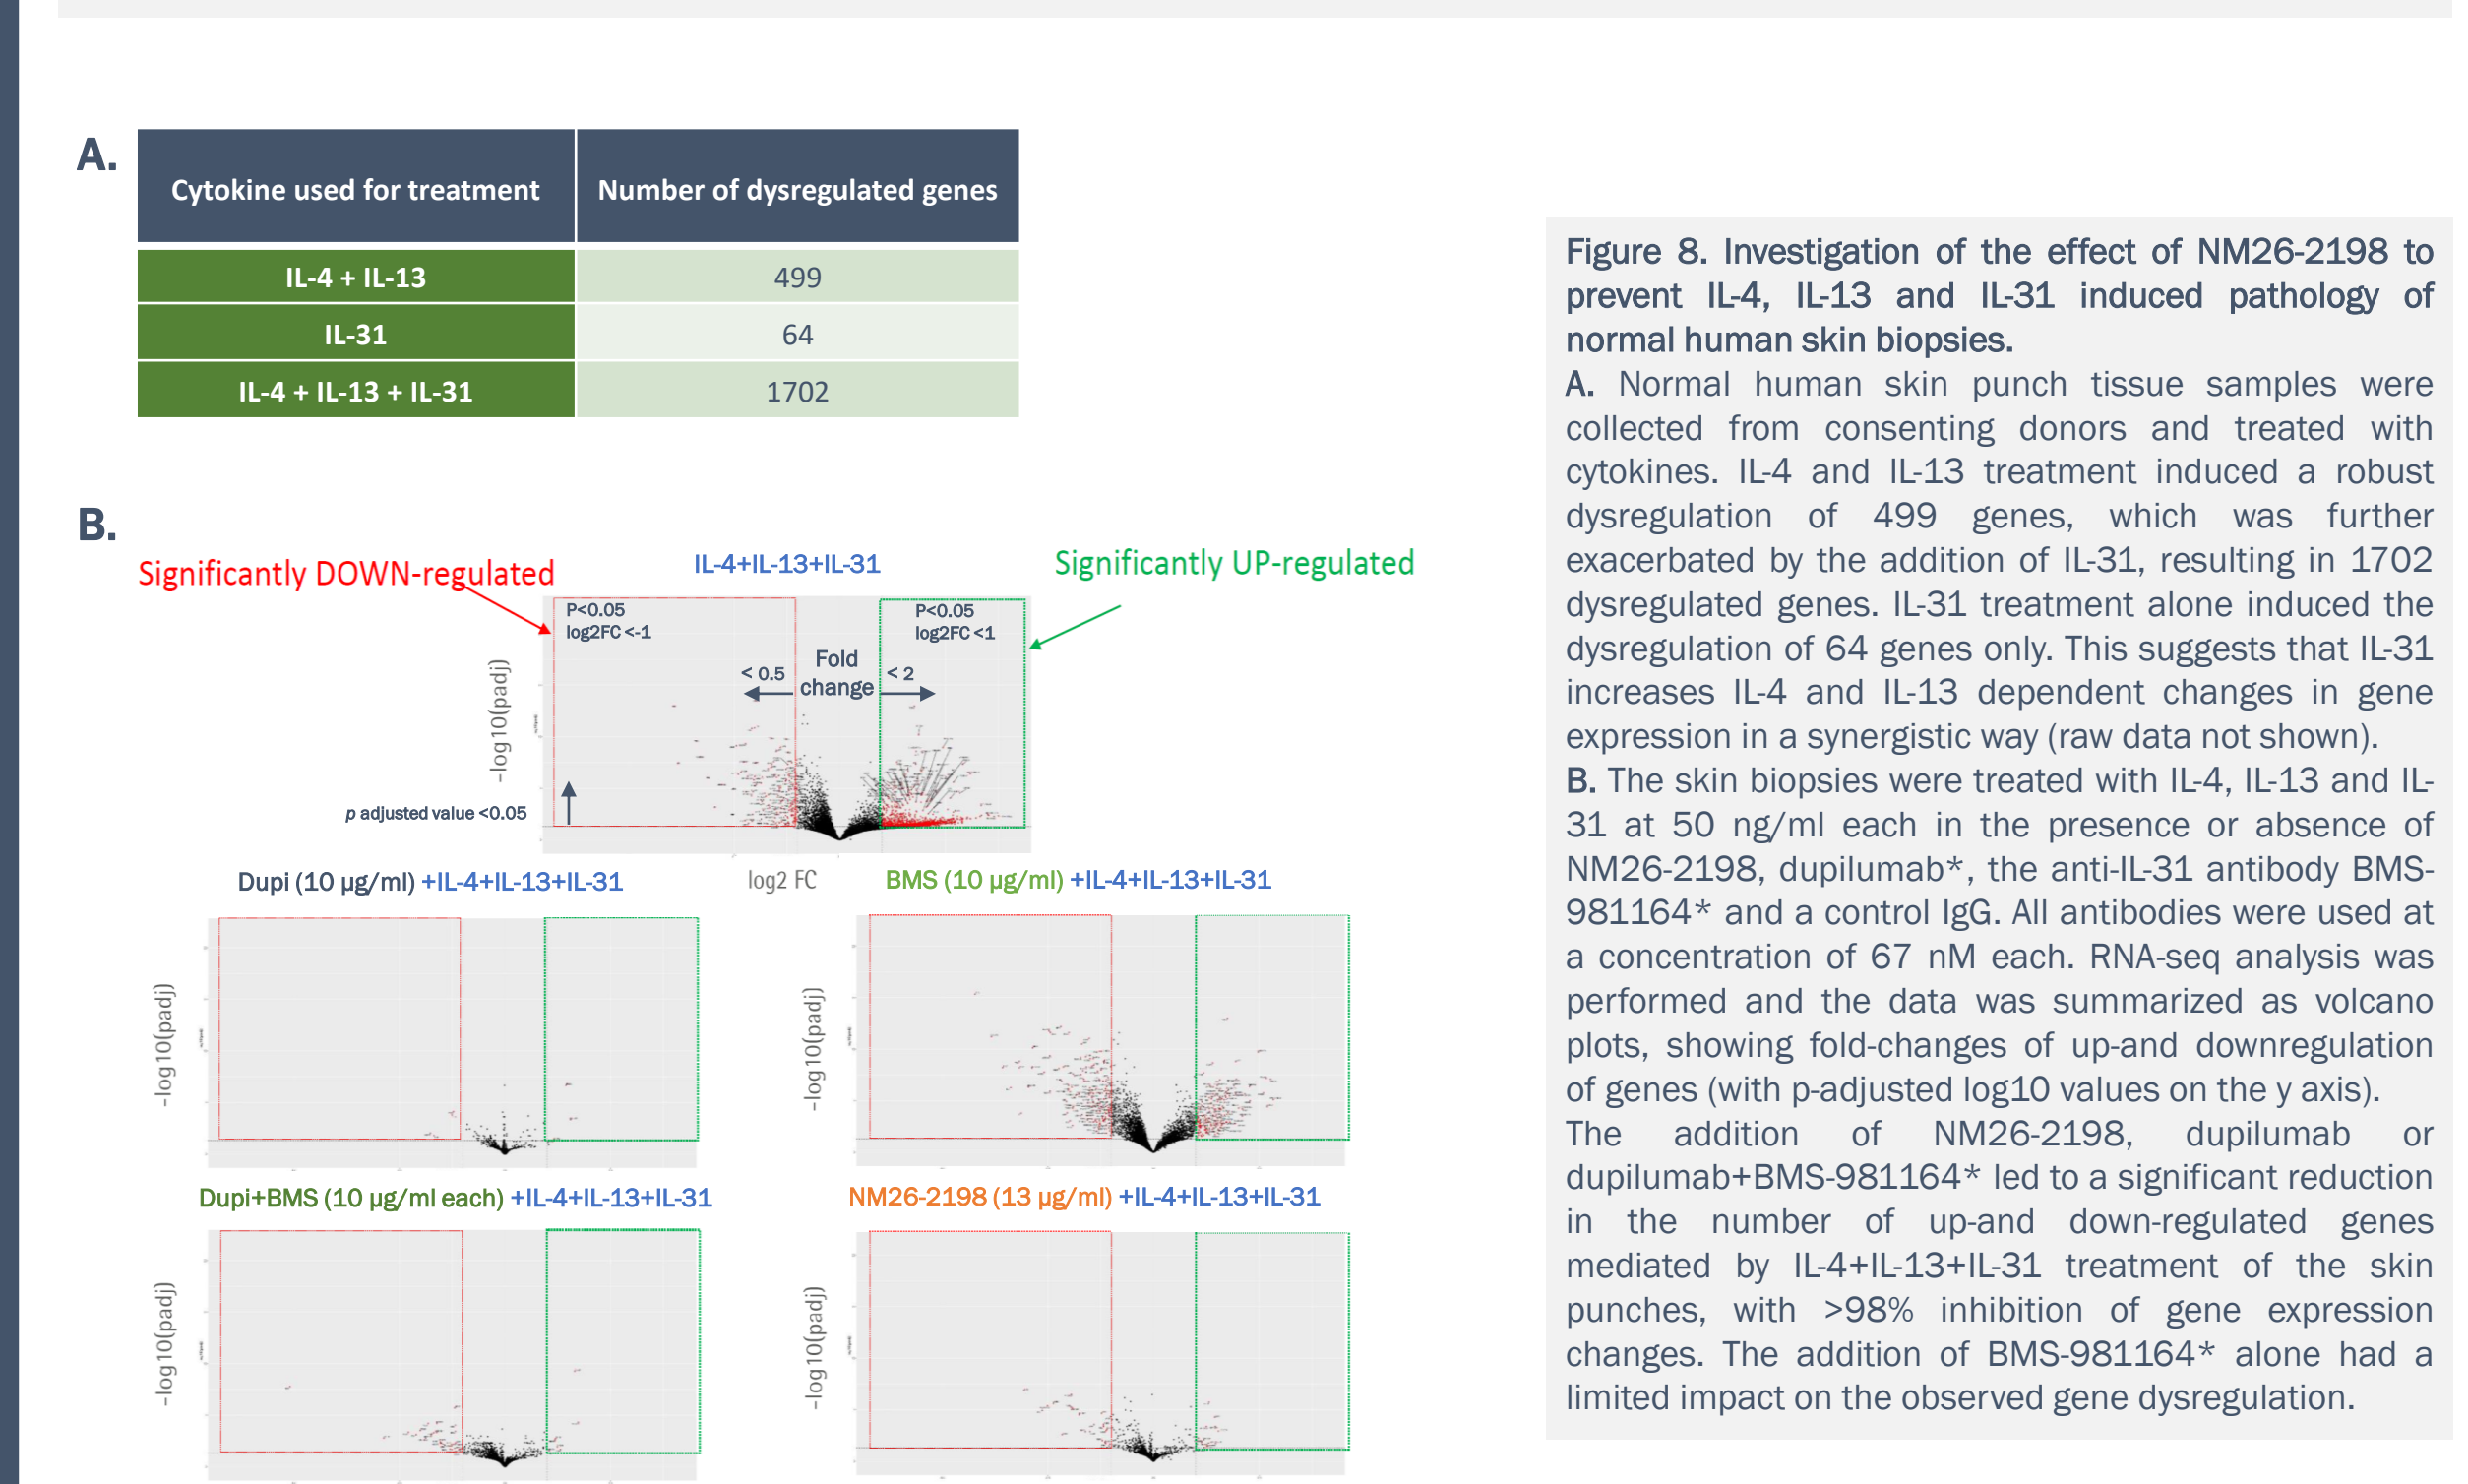 A.
Cytokine used for treatment
Number of dysregulated genes
IL-4 + IL-13
499
IL-31
64
IL-4 + IL-13 + IL-31
1702
B.
Significantly DOWN-regulated
IL-4+IL-13+IL-31
Significantly UP-regulated
P<0.05
log2FC <-1
P<0.05
log2FC <1
< 0.5
Fold
change
< 2
-log10(padj)
p adjusted value <0.05
log2 FC
Dupi (10 µg/ml) +IL-4+IL-13+IL-31
BMS (10 µg/ml) +IL-4+IL-13+IL-31
-log10(padj)
-log10(padj)
Dupi+BMS (10 µg/ml each) +IL-4+IL-13+IL-31
NM26-2198 (13 µg/ml) +IL-4+IL-13+IL-31
-log10(padj)
-log10(padj)
Figure 8. Investigation of the effect of NM26-2198 to
prevent IL-4, IL-13 and IL-31 induced pathology of
normal human skin biopsies.
A. Normal human skin punch tissue samples were
collected from consenting donors and treated with
cytokines. IL-4 and IL-13 treatment induced a robust
dysregulation of 499 genes, which was further
exacerbated by the addition of IL-31, resulting in 1702
dysregulated genes. IL-31 treatment alone induced the
dysregulation of 64 genes only. This suggests that IL-31
increases IL-4 and IL-13 dependent changes in gene
expression in a synergistic way (raw data not shown).
B. The skin biopsies were treated with IL-4, IL-13 and IL-
31 at 50 ng/ml each in the presence or absence of
NM26-2198, dupilumab*, the anti-IL-31 antibody BMS-
981164* and a control IgG. All antibodies were used at
a concentration of 67 nM each. RNA-seq analysis was
performed and the data was summarized as volcano
plots, showing fold-changes of up-and downregulation
of genes (with p-adjusted log10 values on the y axis).
The addition of NM26-2198, dupilumab or
dupilumab+BMS-981164* led to a significant reduction
in the number of up-and down-regulated genes
mediated by IL-4+IL-13+IL-31 treatment of the skin
punches, with >98% inhibition of gene expression
changes. The addition of BMS-981164* alone had a
limited impact on the observed gene dysregulation.